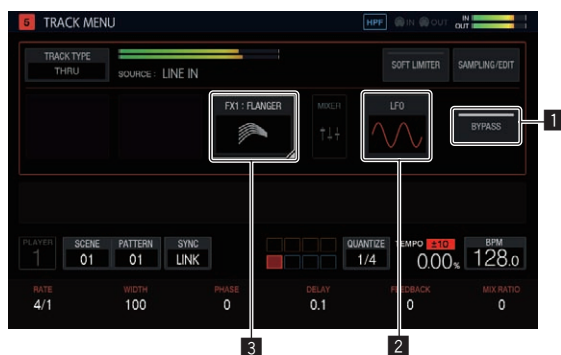 6 TRACK MENU HPF IN OUT IN
OUT
TRACK TYPE
THRU
SOURCE : LINE IN
SOFT LIMITER
SAMPLING/EDIT
FX1 : FLANGER
MIXER
LFO
BYPASS
1
PLAYER
1
SCENE
01
PATTERN
01
SYNC
LINK
QUANTIZE
1/4
TEMPO ±10
0.00%
BPM
128.0
RATE
4/1
WIDTH
100
PHASE
0
DELAY
0.1
FEEDBACK
0
MIX RATIO
0
3
2